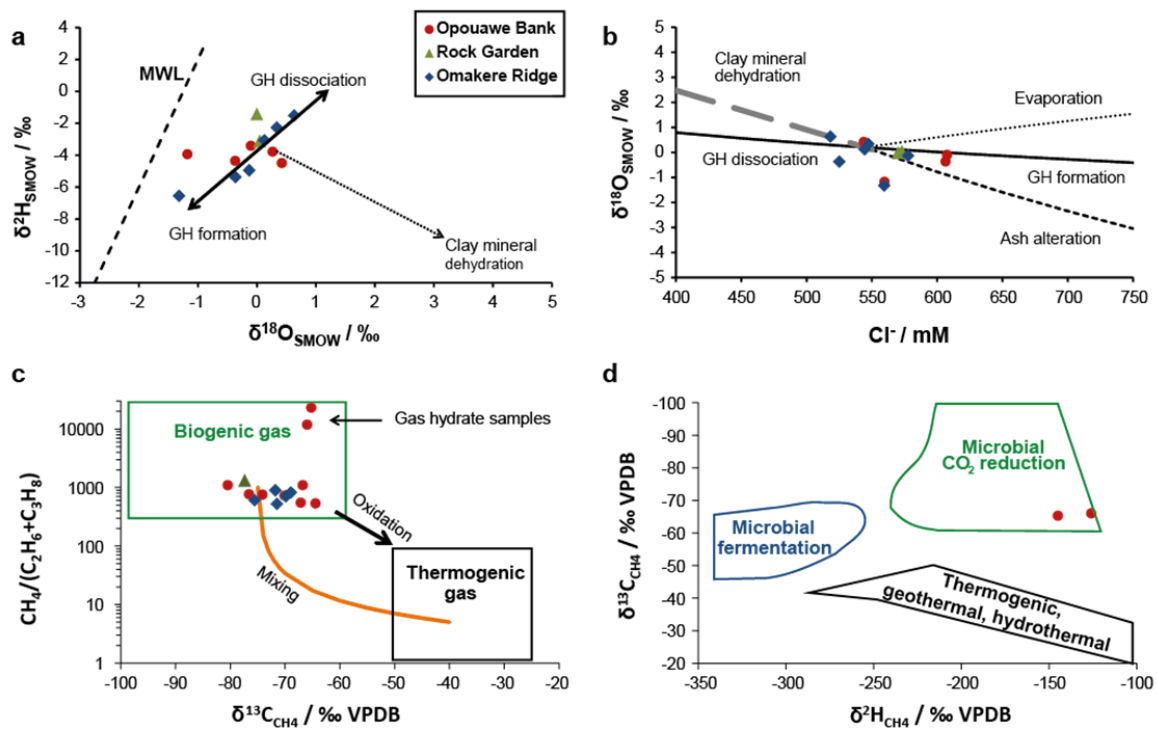 a
Opouawe Bank
Rock Garden
Omakere Ridge
MWL
GH dissociation
GH formation
Clay mineral
dehydration
4
2
0
-2
-4
-6
-8
-10
-12
-3
-2
-1
0
1
2
3
4
5
δ²H_SMOW / ‰
δ¹⁸O_SMOW / ‰
b
Clay mineral
dehydration
Evaporation
GH dissociation
GH formation
Ash alteration
5
4
3
2
1
0
-1
-2
-3
-4
-5
400
450
500
550
600
650
700
750
δ¹⁸O_SMOW / ‰
Cl⁻ / mM
c
Biogenic gas
Gas hydrate samples
Oxidation
Mixing
Thermogenic
gas
10000
1000
100
10
1
-100
-90
-80
-70
-60
-50
-40
-30
-20
CH₄/(C₂H₆+C₃H₈)
δ¹³C_CH4 / ‰ VPDB
d
Microbial
CO₂ reduction
Microbial
fermentation
Thermogenic,
geothermal, hydrothermal
-100
-90
-80
-70
-60
-50
-40
-30
-20
-350
-300
-250
-200
-150
-100
δ¹³C_CH4 / ‰ VPDB
δ²H_CH4 / ‰ VPDB